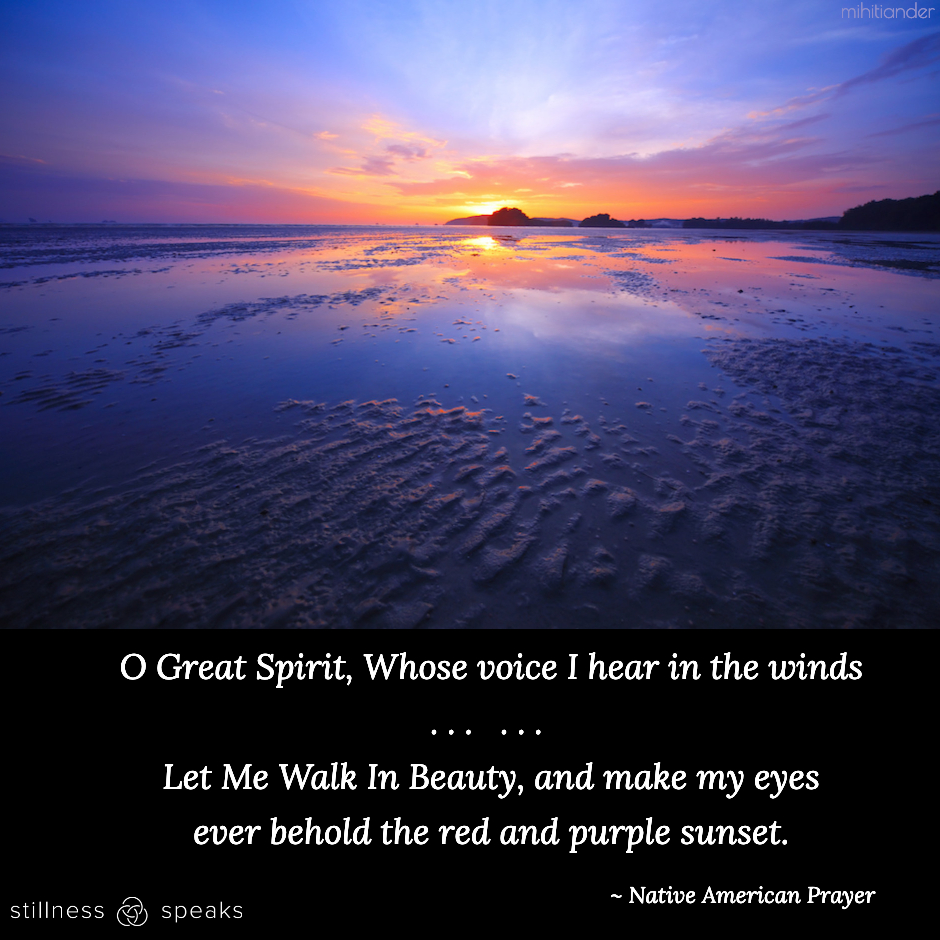 mihitiander
O Great Spirit, Whose voice I hear in the winds
... ...
Let Me Walk In Beauty, and make my eyes
ever behold the red and purple sunset.
~ Native American Prayer
stillness speaks